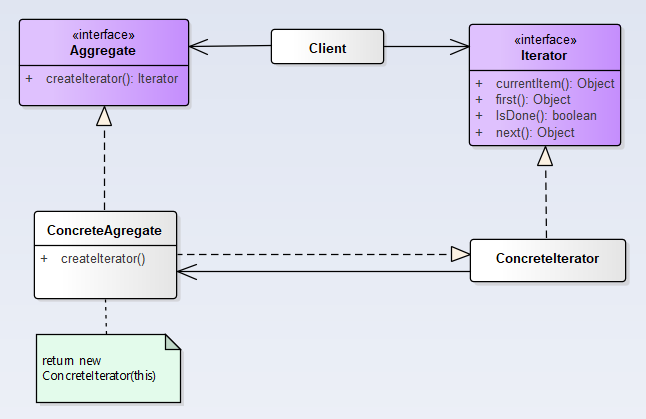 «interface»
Aggregate
+ createIterator(): Iterator
Client
«interface»
Iterator
+ currentItem(): Object
+ first(): Object
+ IsDone(): boolean
+ next(): Object
ConcreteAgregate
+ createIterator()
ConcreteIterator
return new
ConcreteIterator(this)